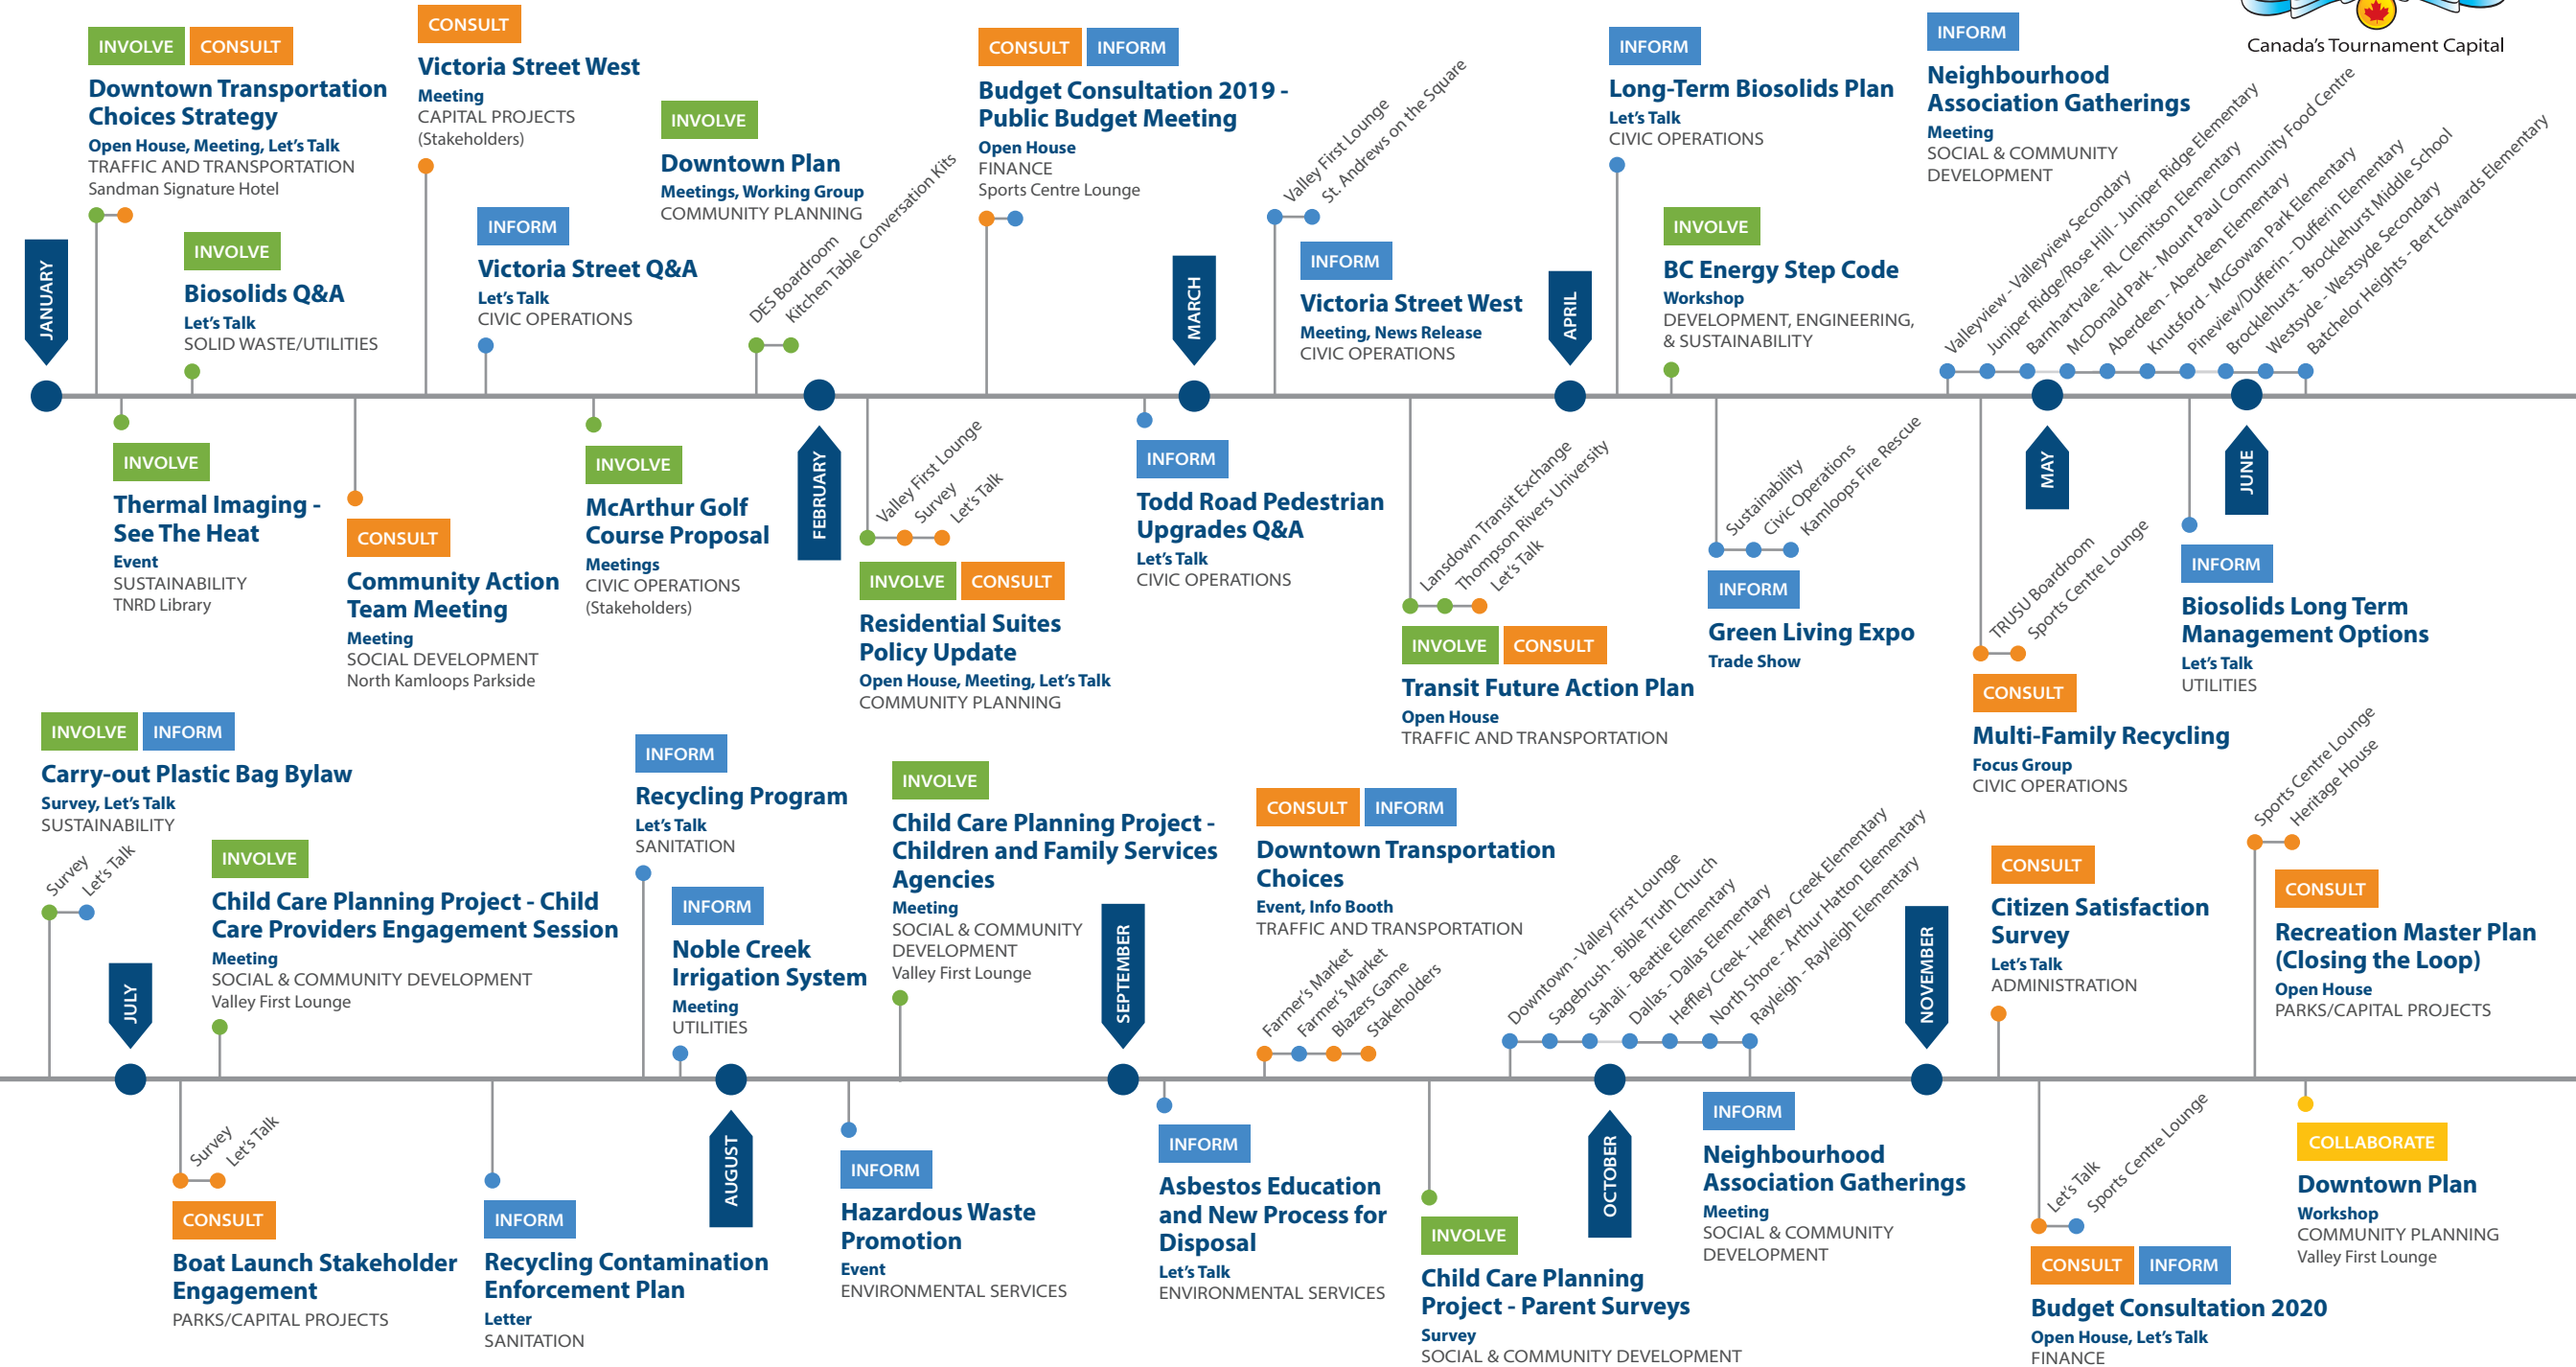 Canada's Tournament Capital
INVOLVE CONSULT
Downtown Transportation
Choices Strategy
Open House, Meeting, Let's Talk
TRAFFIC AND TRANSPORTATION
Sandman Signature Hotel
CONSULT
Victoria Street West
Meeting
CAPITAL PROJECTS
(Stakeholders)
INVOLVE
Downtown Plan
Meetings, Working Group
COMMUNITY PLANNING
DES Boardroom
Kitchen Table Conversation Kits
CONSULT INFORM
Budget Consultation 2019 -
Public Budget Meeting
Open House
FINANCE
Sports Centre Lounge
Valley First Lounge
St. Andrews on the Square
INFORM
Victoria Street West
Meeting, News Release
CIVIC OPERATIONS
INFORM
Long-Term Biosolids Plan
Let's Talk
CIVIC OPERATIONS
INVOLVE
BC Energy Step Code
Workshop
DEVELOPMENT, ENGINEERING,
& SUSTAINABILITY
INFORM
Neighbourhood
Association Gatherings
Meeting
SOCIAL & COMMUNITY
DEVELOPMENT
Valleyview - Valleyview Secondary
Juniper Ridge/Rose Hill - Juniper Ridge Elementary
Barnhartvale - RL Clemitson Elementary
McDonald Park - Mount Paul Community Food Centre
Aberdeen - Aberdeen Elementary
Knutsford - McGowan Park Elementary
Pineview/Dufferin - Dufferin Elementary
Brocklehurst - Brocklehurst Middle School
Westsyde - Westsyde Secondary
Batchelor Heights - Bert Edwards Elementary
INVOLVE
Biosolids Q&A
Let's Talk
SOLID WASTE/UTILITIES
INFORM
Victoria Street Q&A
Let's Talk
CIVIC OPERATIONS
JANUARY
FEBRUARY
MARCH
APRIL
MAY
JUNE
INVOLVE
Thermal Imaging -
See The Heat
Event
SUSTAINABILITY
TNRD Library
CONSULT
Community Action
Team Meeting
Meeting
SOCIAL DEVELOPMENT
North Kamloops Parkside
INVOLVE
McArthur Golf
Course Proposal
Meetings
CIVIC OPERATIONS
(Stakeholders)
Valley First Lounge
Survey
Let's Talk
INVOLVE CONSULT
Residential Suites
Policy Update
Open House, Meeting, Let's Talk
COMMUNITY PLANNING
INFORM
Todd Road Pedestrian
Upgrades Q&A
Let's Talk
CIVIC OPERATIONS
Lansdown Transit Exchange
Thompson Rivers University
Let's Talk
INVOLVE CONSULT
Transit Future Action Plan
Open House
TRAFFIC AND TRANSPORTATION
Sustainability
Civic Operations
Kamloops Fire Rescue
INFORM
Green Living Expo
Trade Show
TRUSU Boardroom
Sports Centre Lounge
CONSULT
Multi-Family Recycling
Focus Group
CIVIC OPERATIONS
INFORM
Biosolids Long Term
Management Options
Let's Talk
UTILITIES
INVOLVE INFORM
Carry-out Plastic Bag Bylaw
Survey, Let's Talk
SUSTAINABILITY
Survey
Let's Talk
INVOLVE
Child Care Planning Project - Child
Care Providers Engagement Session
Meeting
SOCIAL & COMMUNITY DEVELOPMENT
Valley First Lounge
INFORM
Recycling Program
Let's Talk
SANITATION
INFORM
Noble Creek
Irrigation System
Meeting
UTILITIES
INVOLVE
Child Care Planning Project -
Children and Family Services
Agencies
Meeting
SOCIAL & COMMUNITY
DEVELOPMENT
Valley First Lounge
CONSULT INFORM
Downtown Transportation
Choices
Event, Info Booth
TRAFFIC AND TRANSPORTATION
Farmer's Market
Farmer's Market
Blazers Game
Stakeholders
Downtown - Valley First Lounge
Sagebrush - Bible Truth Church
Sahali - Beattie Elementary
Dallas - Dallas Elementary
Heffley Creek - Heffley Creek Elementary
North Shore - Arthur Hatton Elementary
Rayleigh - Rayleigh Elementary
CONSULT
Citizen Satisfaction
Survey
Let's Talk
ADMINISTRATION
Sports Centre Lounge
Heritage House
CONSULT
Recreation Master Plan
(Closing the Loop)
Open House
PARKS/CAPITAL PROJECTS
JULY
AUGUST
SEPTEMBER
OCTOBER
NOVEMBER
Survey
Let's Talk
CONSULT
Boat Launch Stakeholder
Engagement
PARKS/CAPITAL PROJECTS
INFORM
Recycling Contamination
Enforcement Plan
Letter
SANITATION
INFORM
Hazardous Waste
Promotion
Event
ENVIRONMENTAL SERVICES
INFORM
Asbestos Education
and New Process for
Disposal
Let's Talk
ENVIRONMENTAL SERVICES
INVOLVE
Child Care Planning
Project - Parent Surveys
Survey
SOCIAL & COMMUNITY DEVELOPMENT
INFORM
Neighbourhood
Association Gatherings
Meeting
SOCIAL & COMMUNITY
DEVELOPMENT
Let's Talk
Sports Centre Lounge
CONSULT INFORM
Budget Consultation 2020
Open House, Let's Talk
FINANCE
COLLABORATE
Downtown Plan
Workshop
COMMUNITY PLANNING
Valley First Lounge